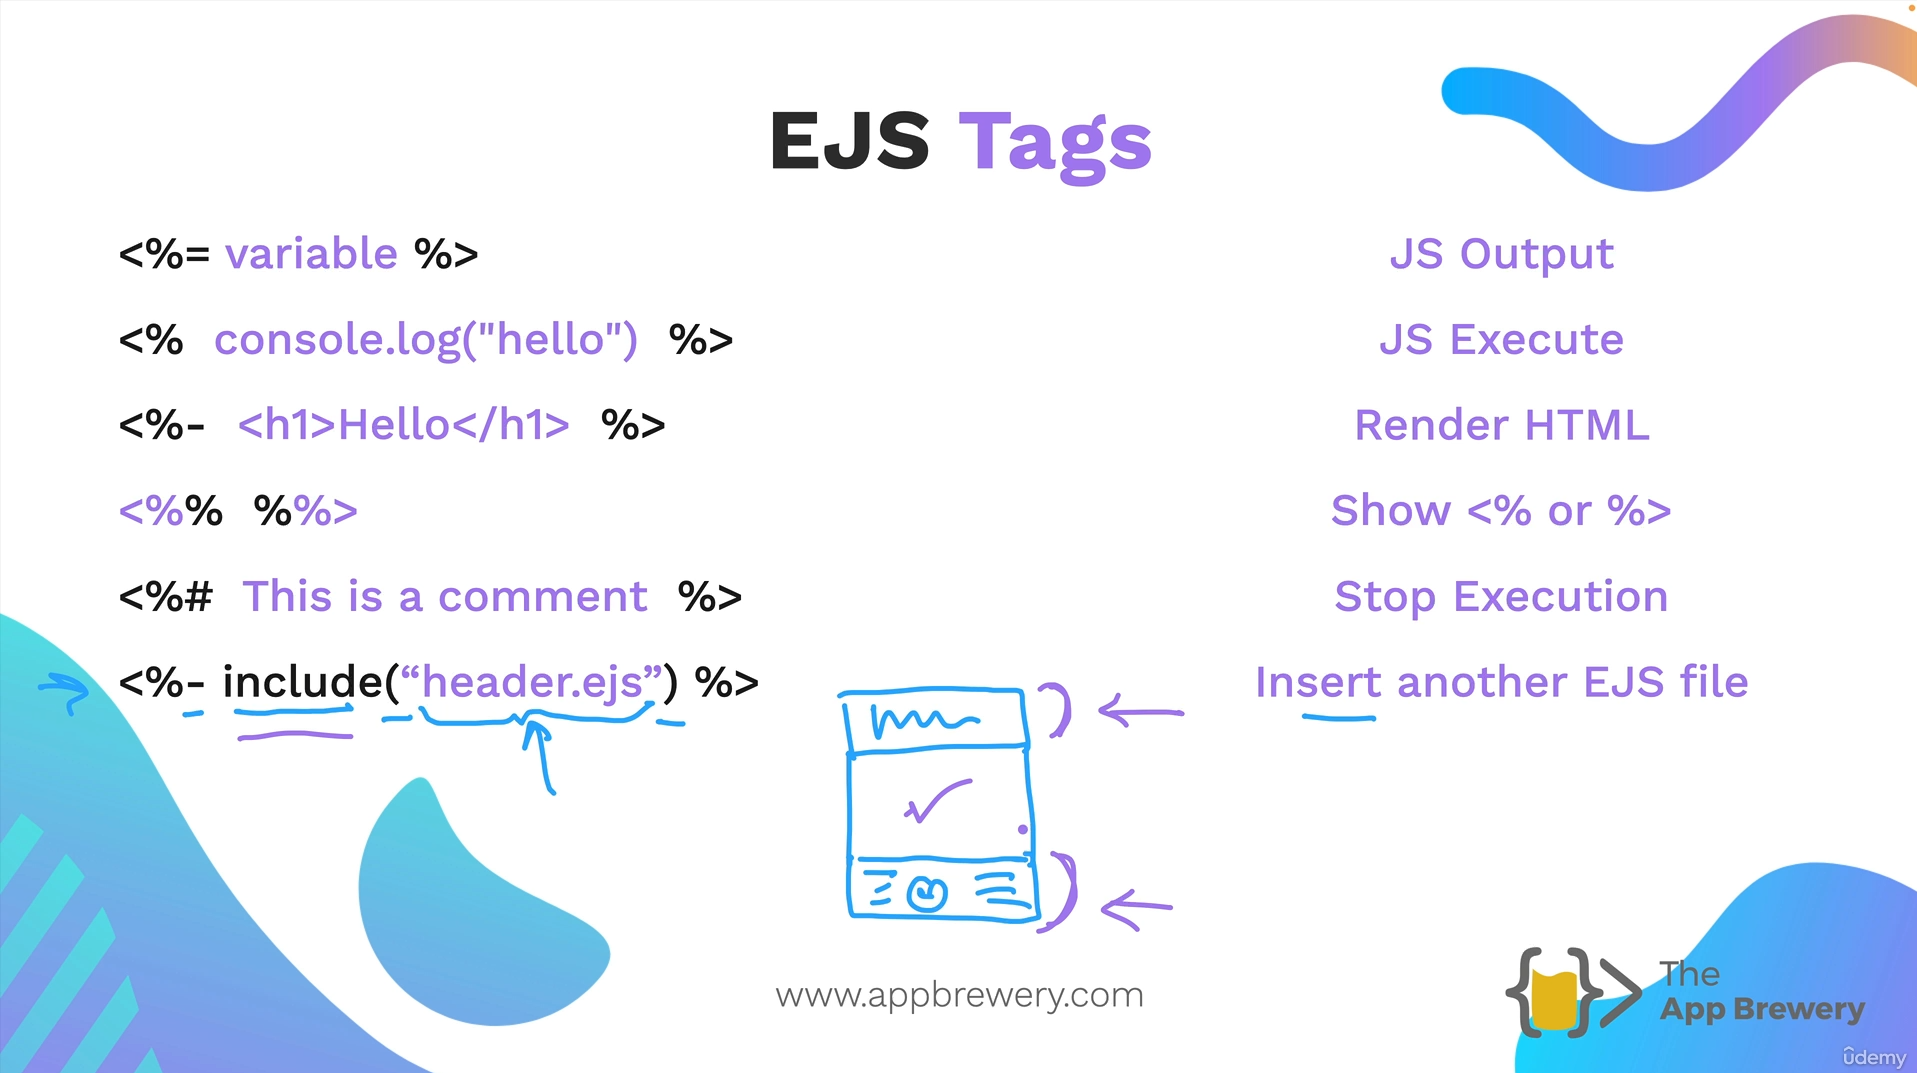 EJS Tags
<%= variable %> JS Output
<% console.log("hello") %> JS Execute
<%- <h1>Hello</h1> %> Render HTML
<%% %%> Show <% or %>
<%# This is a comment %> Stop Execution
<%- include(“header.ejs”) %> Insert another EJS file
www.appbrewery.com
The
App Brewery
udemy